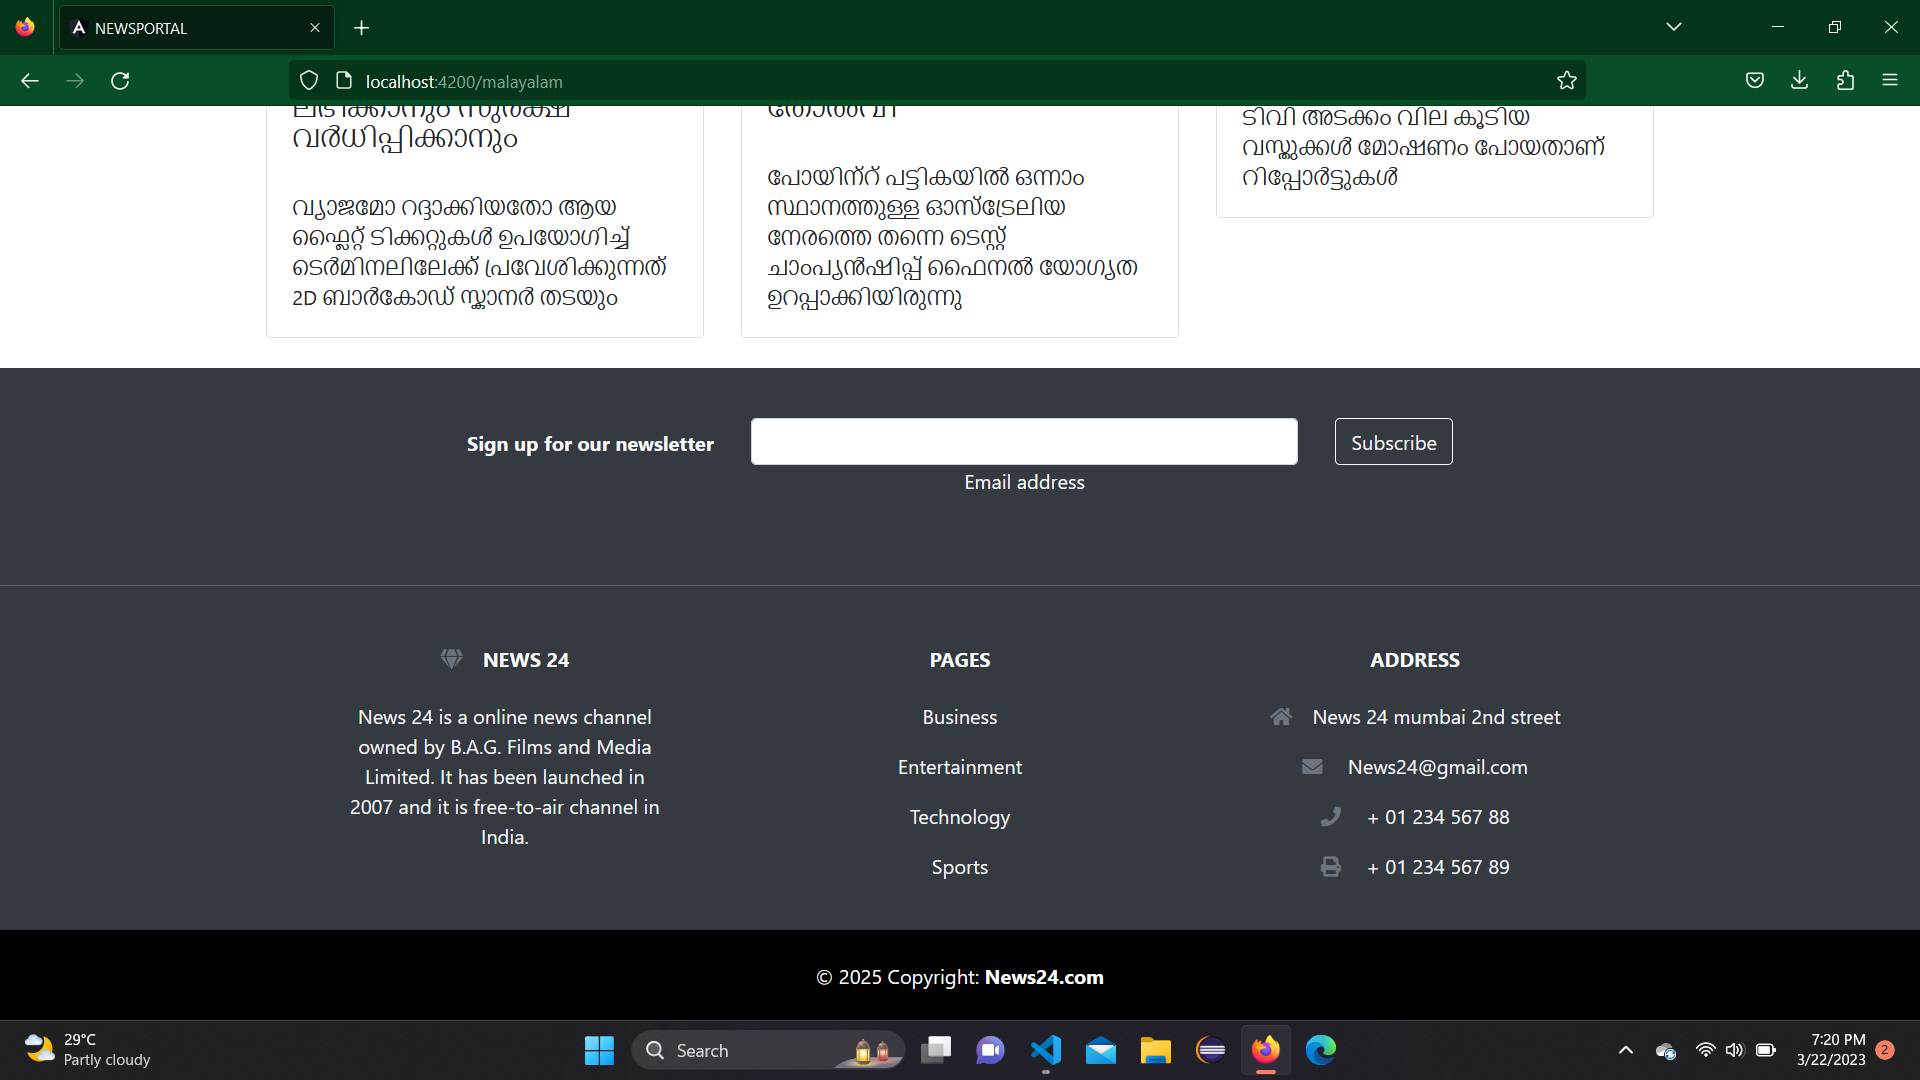 NEWSPORTAL
localhost:4200/malayalam
ലഭിക്കാനും സുരക്ഷ
വർധിപ്പിക്കാനും
വ്യാജമോ റദ്ദാക്കിയതോ ആയ
ഫ്ലൈറ്റ് ടിക്കറ്റുകൾ ഉപയോഗിച്ച്
ടെർമിനലിലേക്ക് പ്രവേശിക്കുന്നത്
2D ബാർകോഡ് സ്കാനർ തടയും
തോൽവി
പോയിന്റ് പട്ടികയിൽ ഒന്നാം
സ്ഥാനത്തുള്ള ഓസ്ട്രേലിയ
നേരത്തെ തന്നെ ടെസ്റ്റ്
ചാംപ്യൻഷിപ്പ് ഫൈനൽ യോഗ്യത
ഉറപ്പാക്കിയിരുന്നു
ടിവി അടക്കം വില കൂടിയ
വസ്തുക്കൾ മോഷണം പോയതാണ്
റിപ്പോർട്ടുകൾ
Sign up for our newsletter
Subscribe
Email address
NEWS 24
News 24 is a online news channel
owned by B.A.G. Films and Media
Limited. It has been launched in
2007 and it is free-to-air channel in
India.
PAGES
Business
Entertainment
Technology
Sports
ADDRESS
News 24 mumbai 2nd street
News24@gmail.com
+ 01 234 567 88
+ 01 234 567 89
© 2025 Copyright: News24.com
29°C
Partly cloudy
Search
7:20 PM
3/22/2023
2